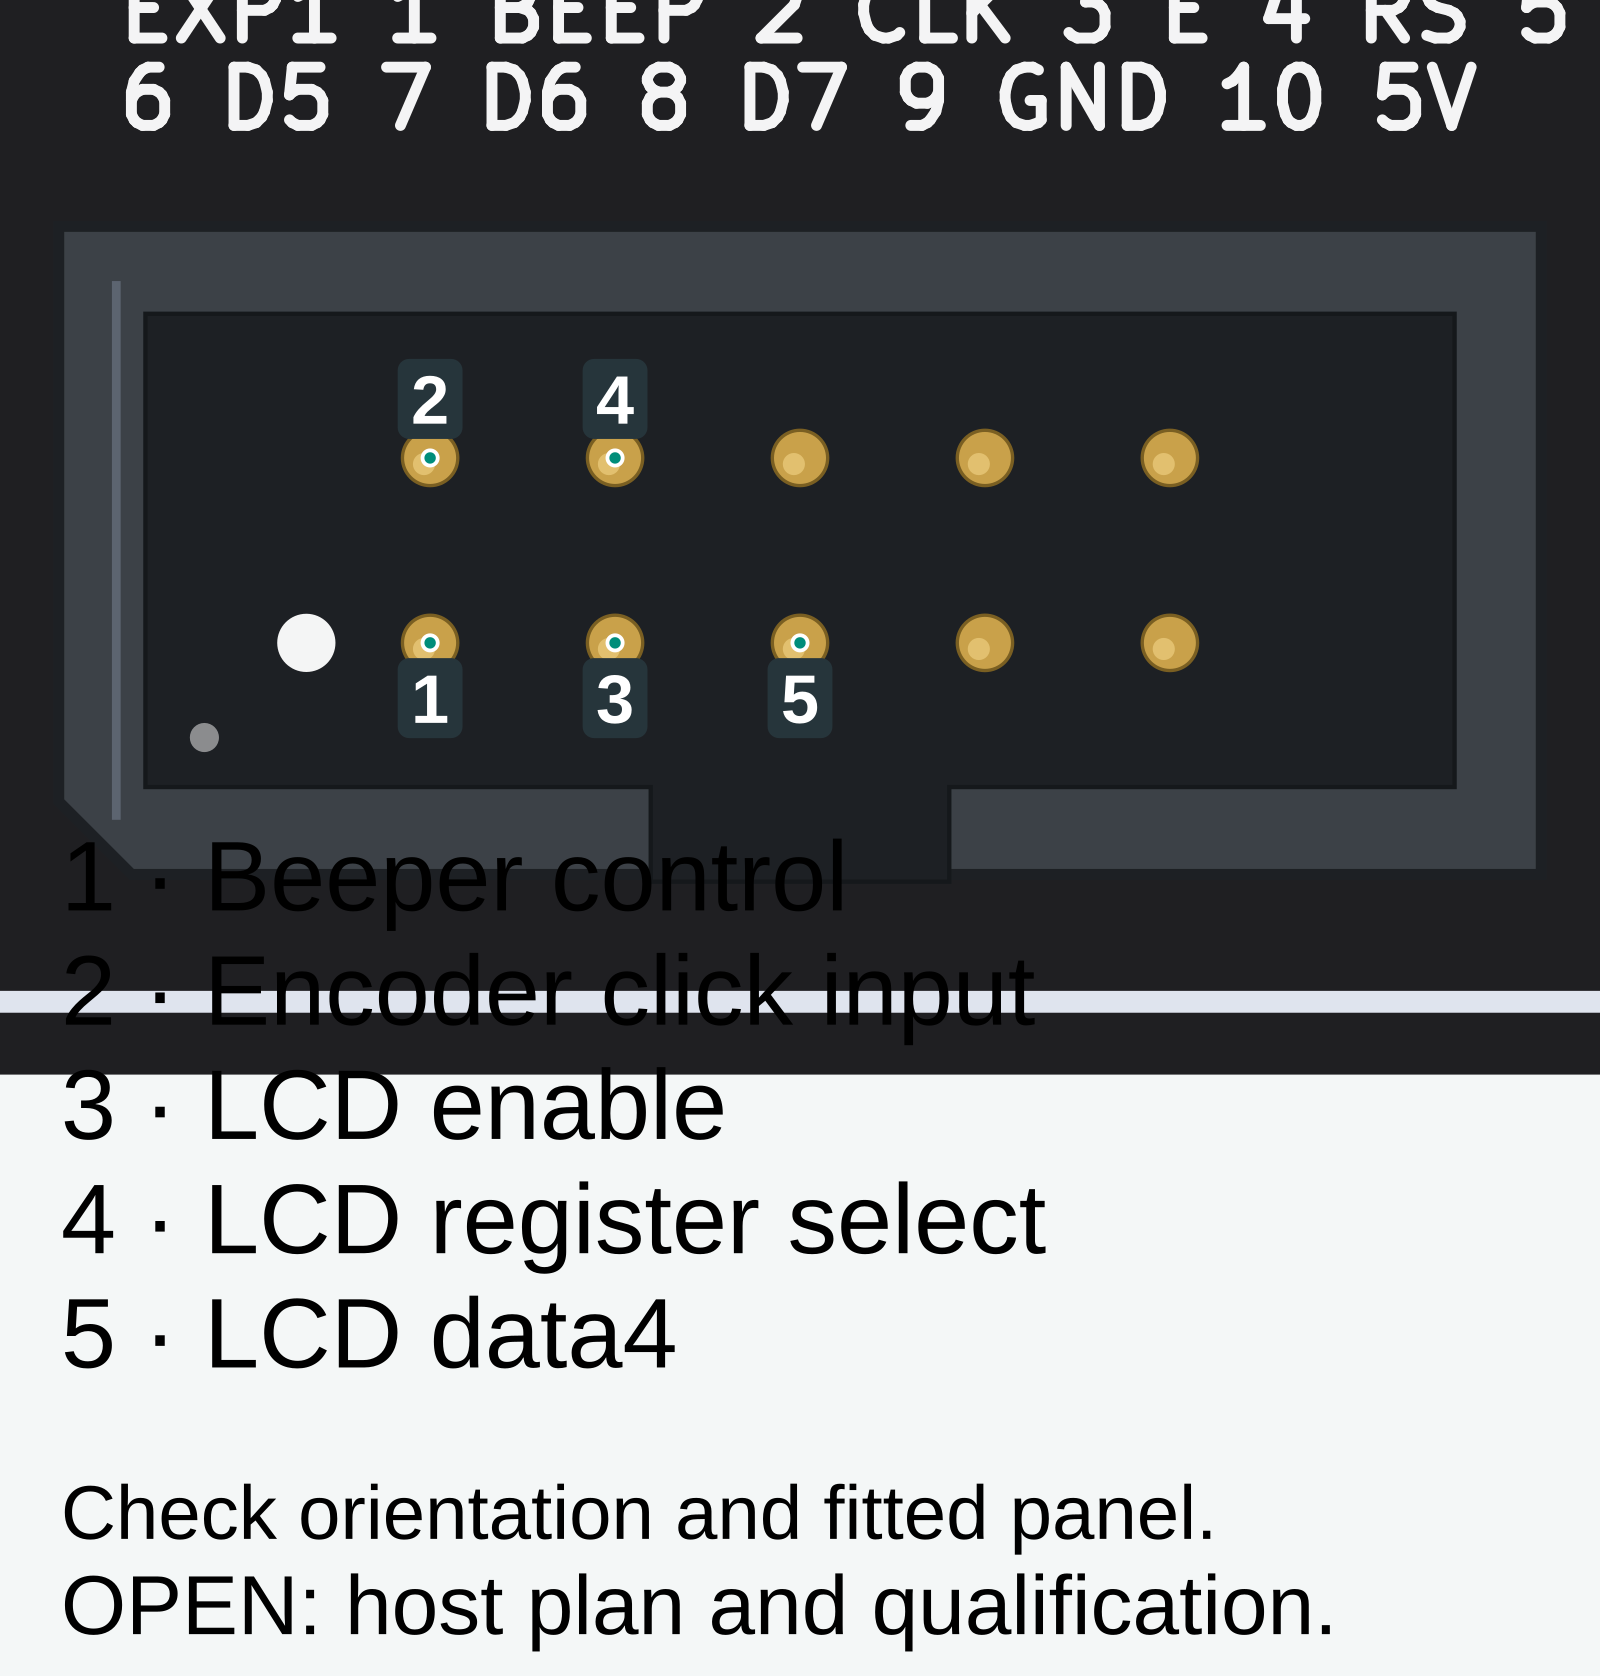 EXP1 1 BEEP 2 CLK 3 E 4 RS 5
6 D5 7 D6 8 D7 9 GND 10 5V
2 4
1 3 5
1 · Beeper control
2 · Encoder click input
3 · LCD enable
4 · LCD register select
5 · LCD data4
Check orientation and fitted panel.
OPEN: host plan and qualification.